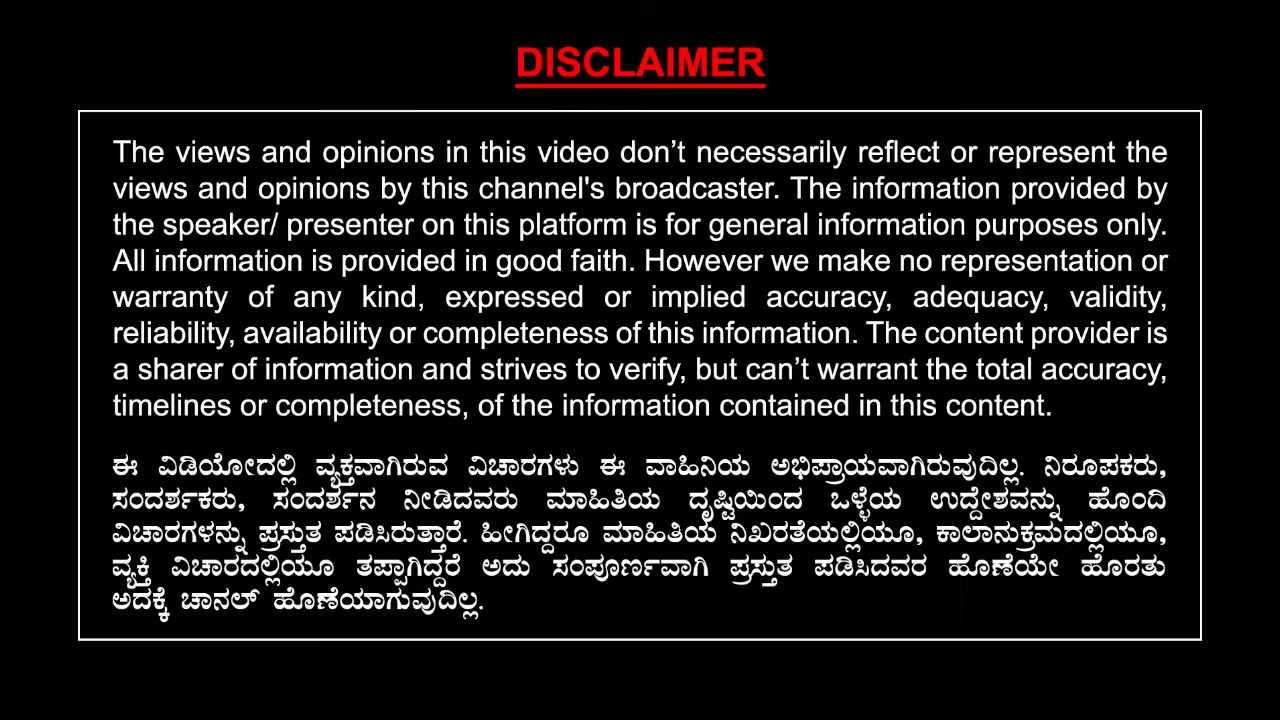 DISCLAIMER
The views and opinions in this video don’t necessarily reflect or represent the
views and opinions by this channel's broadcaster. The information provided by
the speaker/ presenter on this platform is for general information purposes only.
All information is provided in good faith. However we make no representation or
warranty of any kind, expressed or implied accuracy, adequacy, validity,
reliability, availability or completeness of this information. The content provider is
a sharer of information and strives to verify, but can’t warrant the total accuracy,
timelines or completeness, of the information contained in this content.
ಈ ವಿಡಿಯೋದಲ್ಲಿ ವ್ಯಕ್ತವಾಗಿರುವ ವಿಚಾರಗಳು ಈ ವಾಹಿನಿಯ ಅಭಿಪ್ರಾಯವಾಗಿರುವುದಿಲ್ಲ. ನಿರೂಪಕರು,
ಸಂದರ್ಶಕರು, ಸಂದರ್ಶನ ನೀಡಿದವರು ಮಾಹಿತಿಯ ದೃಷ್ಟಿಯಿಂದ ಒಳ್ಳೆಯ ಉದ್ದೇಶವನ್ನು ಹೊಂದಿ
ವಿಚಾರಗಳನ್ನು ಪ್ರಸ್ತುತ ಪಡಿಸಿರುತ್ತಾರೆ. ಹೀಗಿದ್ದರೂ ಮಾಹಿತಿಯ ನಿಖರತೆಯಲ್ಲಿಯೂ, ಕಾಲಾನುಕ್ರಮದಲ್ಲಿಯೂ,
ವ್ಯಕ್ತಿ ವಿಚಾರದಲ್ಲಿಯೂ ತಪ್ಪಾಗಿದ್ದರೆ ಅದು ಸಂಪೂರ್ಣವಾಗಿ ಪ್ರಸ್ತುತ ಪಡಿಸಿದವರ ಹೊಣೆಯೇ ಹೊರತು
ಅದಕ್ಕೆ ಚಾನಲ್ ಹೊಣೆಯಾಗುವುದಿಲ್ಲ.